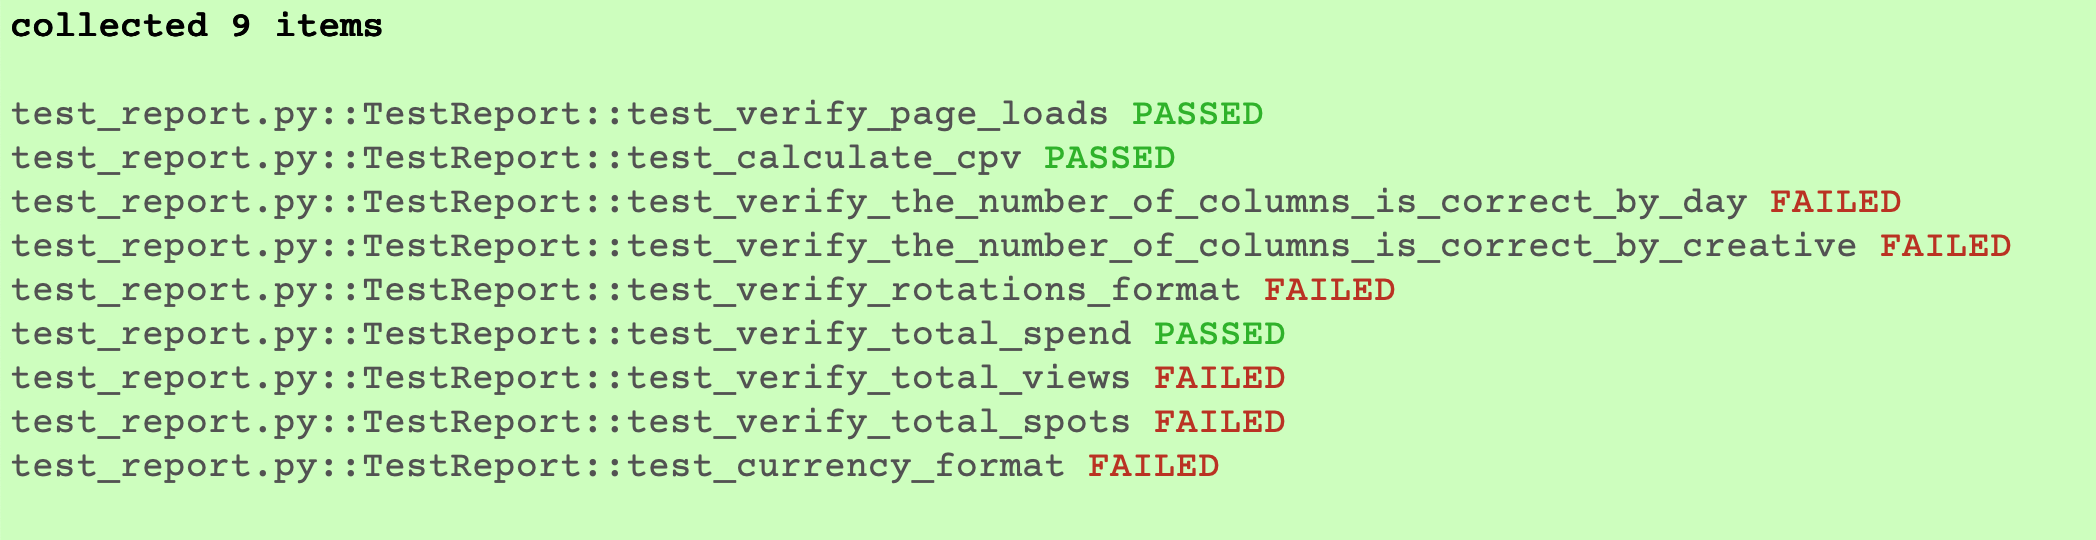 collected 9 items
test_report.py::TestReport::test_verify_page_loads PASSED
test_report.py::TestReport::test_calculate_cpv PASSED
test_report.py::TestReport::test_verify_the_number_of_columns_is_correct_by_day FAILED
test_report.py::TestReport::test_verify_the_number_of_columns_is_correct_by_creative FAILED
test_report.py::TestReport::test_verify_rotations_format FAILED
test_report.py::TestReport::test_verify_total_spend PASSED
test_report.py::TestReport::test_verify_total_views FAILED
test_report.py::TestReport::test_verify_total_spots FAILED
test_report.py::TestReport::test_currency_format FAILED